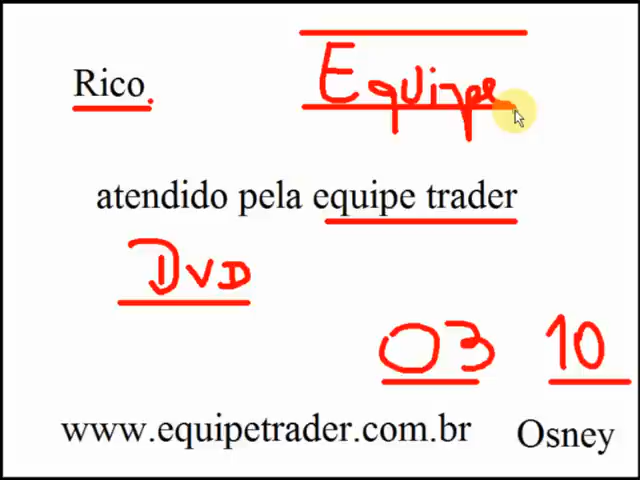 Rico. Equipe
atendido pela equipe trader
DVD
03 10
www.equipetrader.com.br Osney